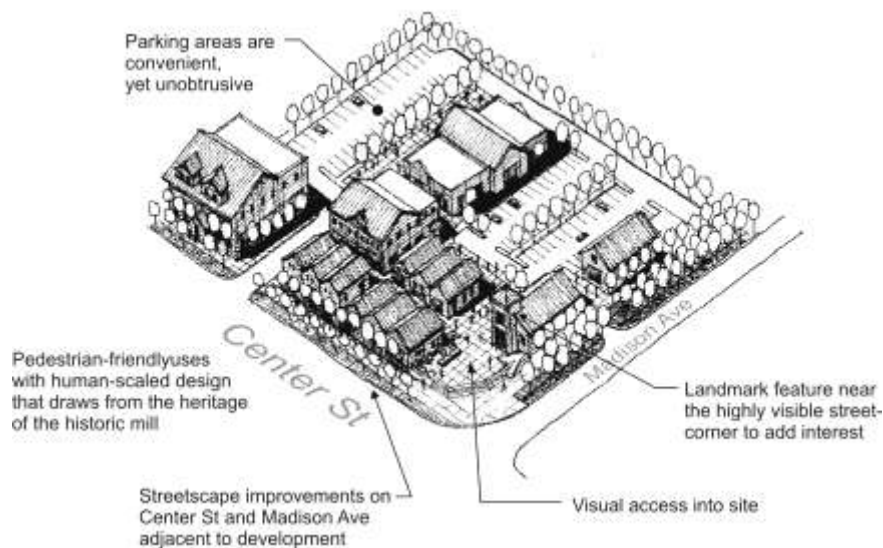 Parking areas are
convenient,
yet unobtrusive
Center St
Madison Ave
Pedestrian-friendlyuses
with human-scaled design
that draws from the heritage
of the historic mill
Landmark feature near
the highly visible street-
corner to add interest
Streetscape improvements on
Center St and Madison Ave
adjacent to development
Visual access into site